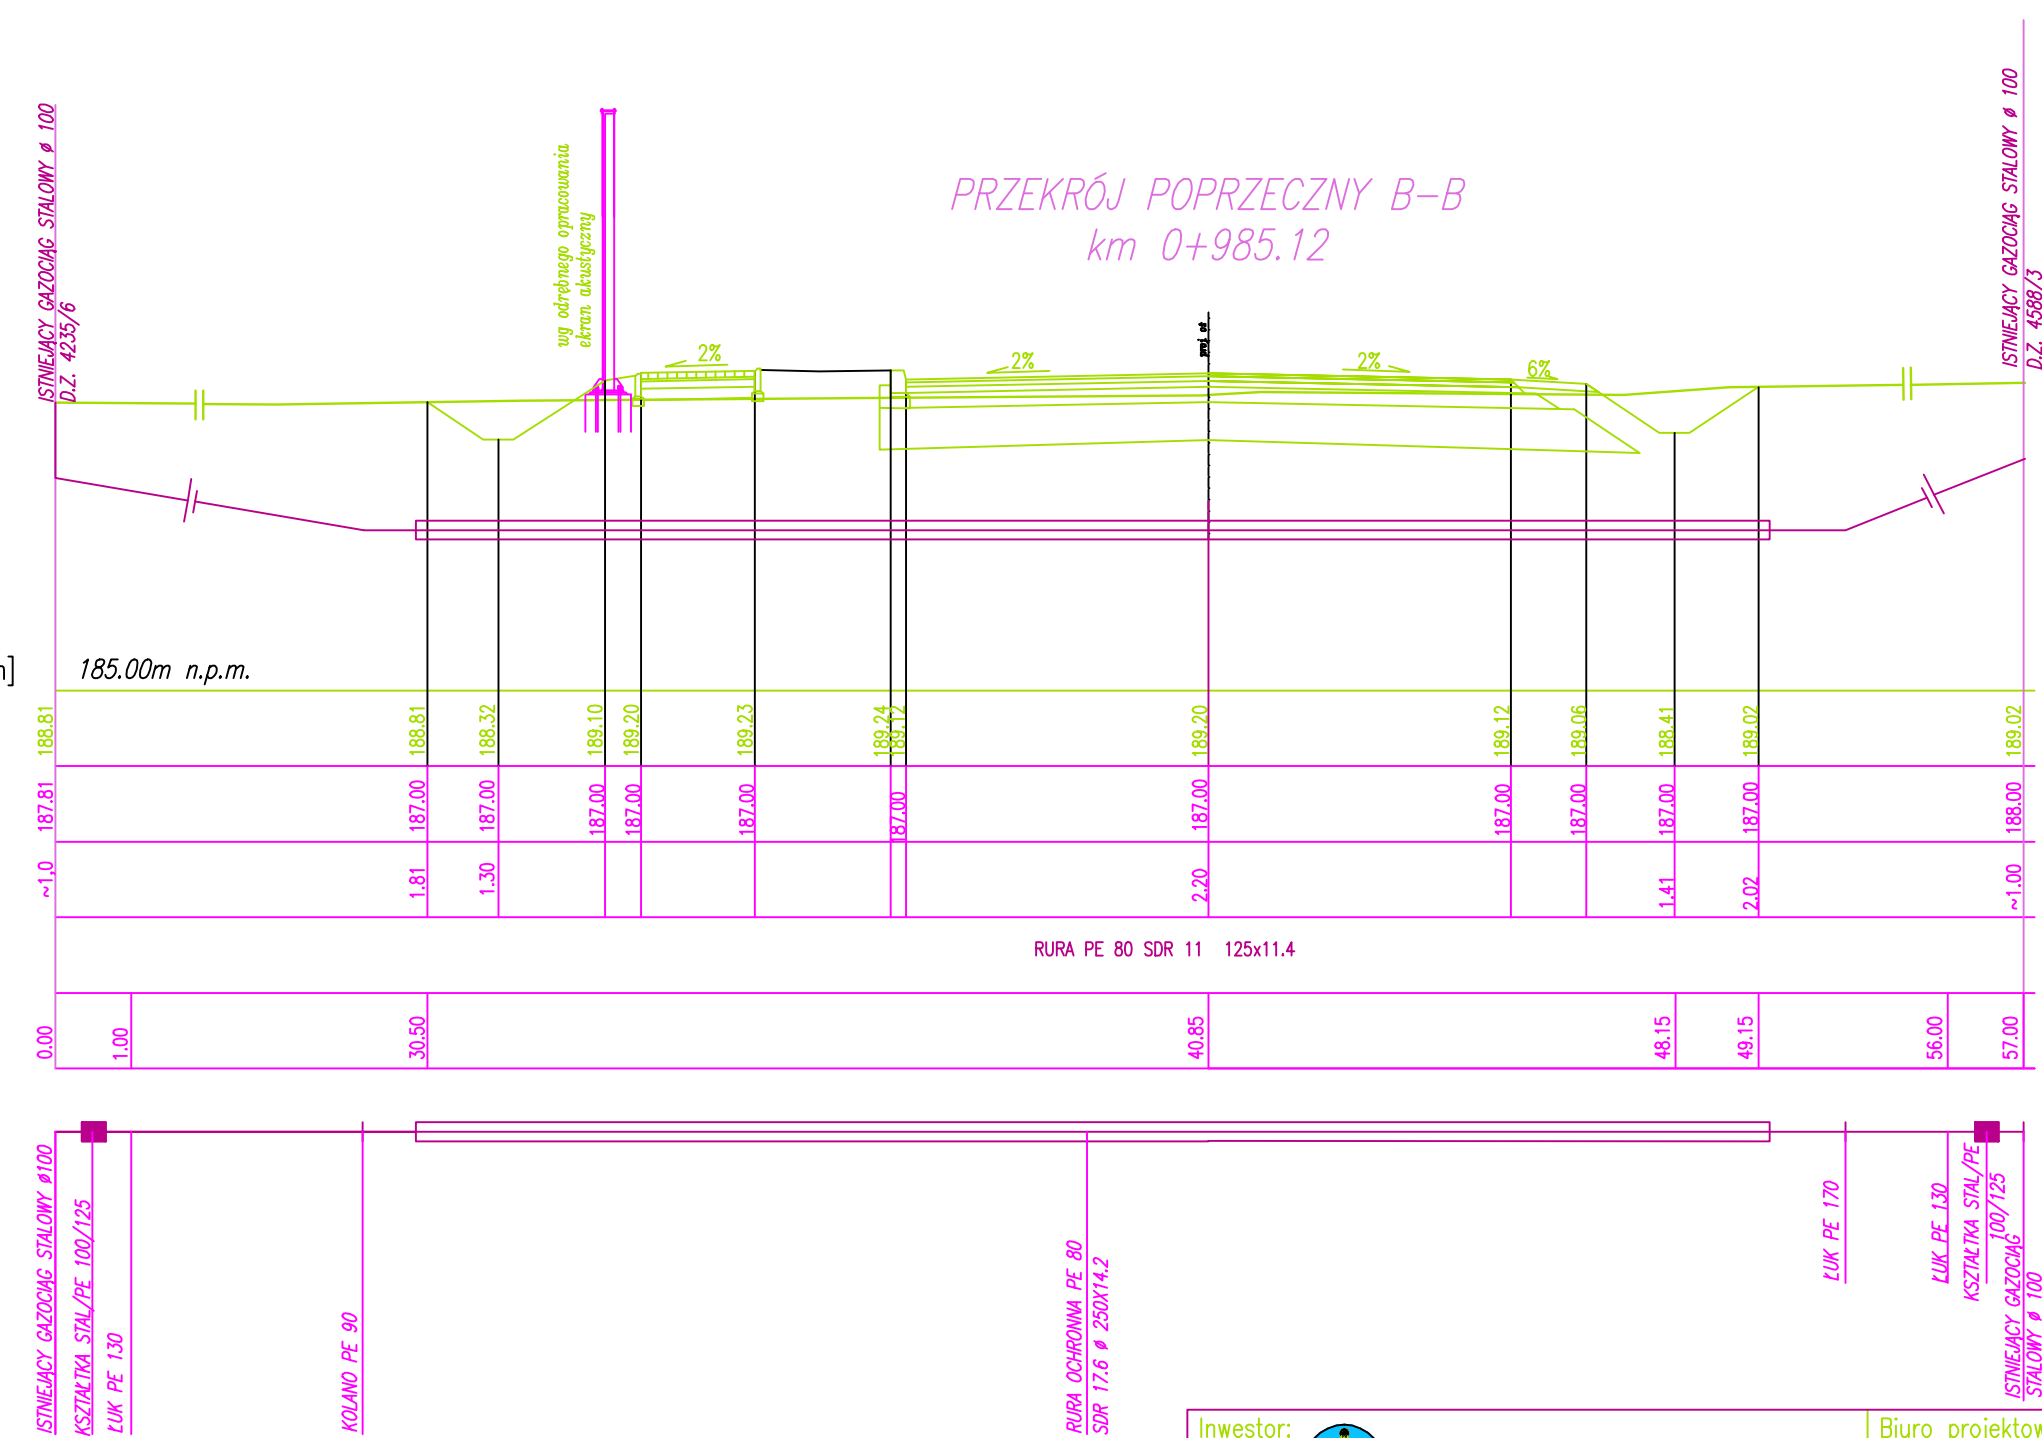 ISTNIEJĄCY GAZOCIĄG STALOWY ø 100
D.Z. 4235/6
wg odrębnego opracowania
ekran akustyczny
PRZEKRÓJ POPRZECZNY B-B
km 0+985.12
ISTNIEJĄCY GAZOCIĄG STALOWY ø 100
D.Z. 4588/3
proj. oś
2%
2%
2%
6%
185.00m n.p.m.
188.81
188.81
188.32
189.10
189.20
189.23
189.24
189.12
189.20
189.12
189.06
188.41
189.02
189.02
187.81
187.00
187.00
187.00
187.00
187.00
187.00
187.00
187.00
187.00
187.00
187.00
188.00
~1,0
1.81
1.30
2.20
1.41
2.02
~1.00
RURA PE 80 SDR 11 125x11.4
0.00
1.00
30.50
40.85
48.15
49.15
56.00
57.00
ISTNIEJĄCY GAZOCIĄG STALOWY ø100
KSZTAŁTKA STAL/PE 100/125
ŁUK PE 130
KOLANO PE 90
RURA OCHRONNA PE 80
SDR 17.6 ø 250X14.2
ŁUK PE 170
ŁUK PE 130
KSZTAŁTKA STAL/PE
100/125
ISTNIEJĄCY GAZOCIĄG
STALOWY ø 100
Inwestor:
Biuro projektow